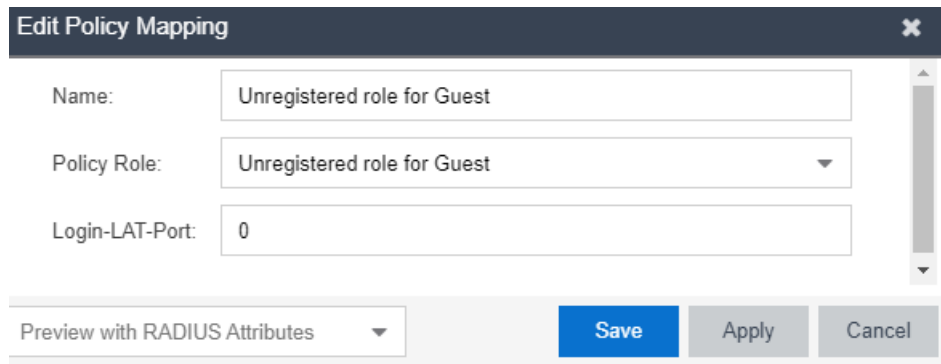 Edit Policy Mapping
Name: Unregistered role for Guest
Policy Role: Unregistered role for Guest
Login-LAT-Port: 0
Preview with RADIUS Attributes Save Apply Cancel